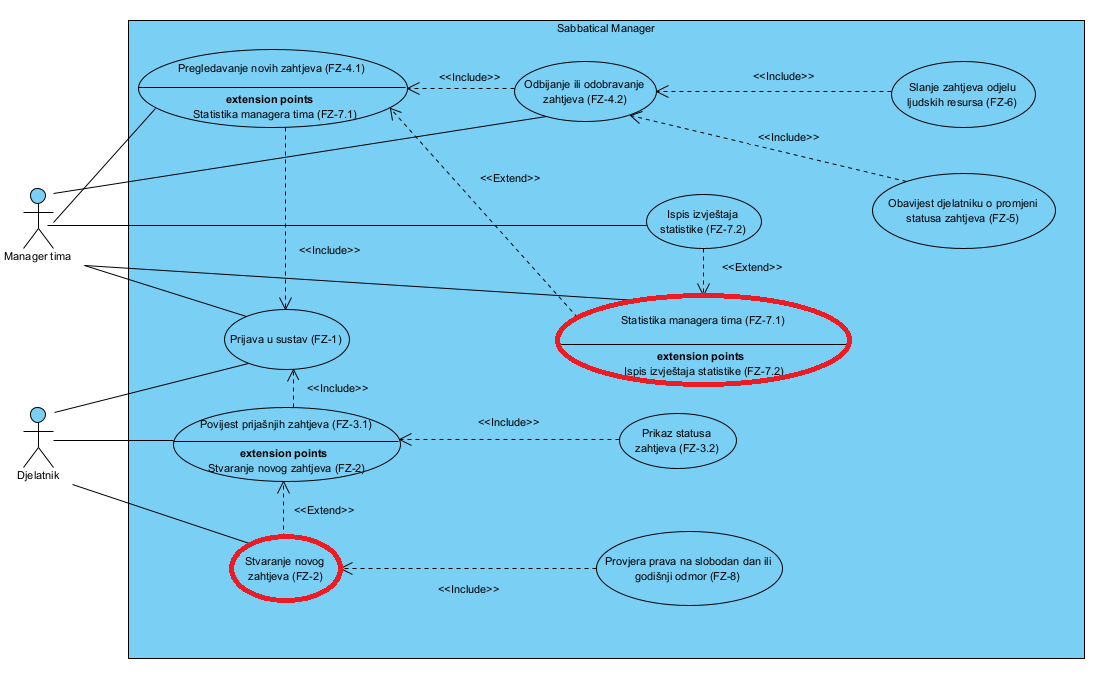 Sabbatical Manager
Pregledavanje novih zahtjeva (FZ-4.1)
extension points
Statistika managera tima (FZ-7.1)
<<Include>>
Odbijanje ili odobravanje
zahtjeva (FZ-4.2)
<<Include>>
Slanje zahtjeva odjelu
ljudskih resursa (FZ-6)
<<Include>>
<<Extend>>
Obavijest djelatniku o promjeni
statusa zahtjeva (FZ-5)
Manager tima
Ispis izvještaja
statistike (FZ-7.2)
<<Include>>
<<Extend>>
Prijava u sustav (FZ-1)
Statistika managera tima (FZ-7.1)
extension points
Ispis izvještaja statistike (FZ-7.2)
<<Include>>
Djelatnik
Povijest prijašnjih zahtjeva (FZ-3.1)
extension points
Stvaranje novog zahtjeva (FZ-2)
<<Include>>
Prikaz statusa
zahtjeva (FZ-3.2)
<<Extend>>
Stvaranje novog
zahtjeva (FZ-2)
<<Include>>
Provjera prava na slobodan dan ili
godišnji odmor (FZ-8)